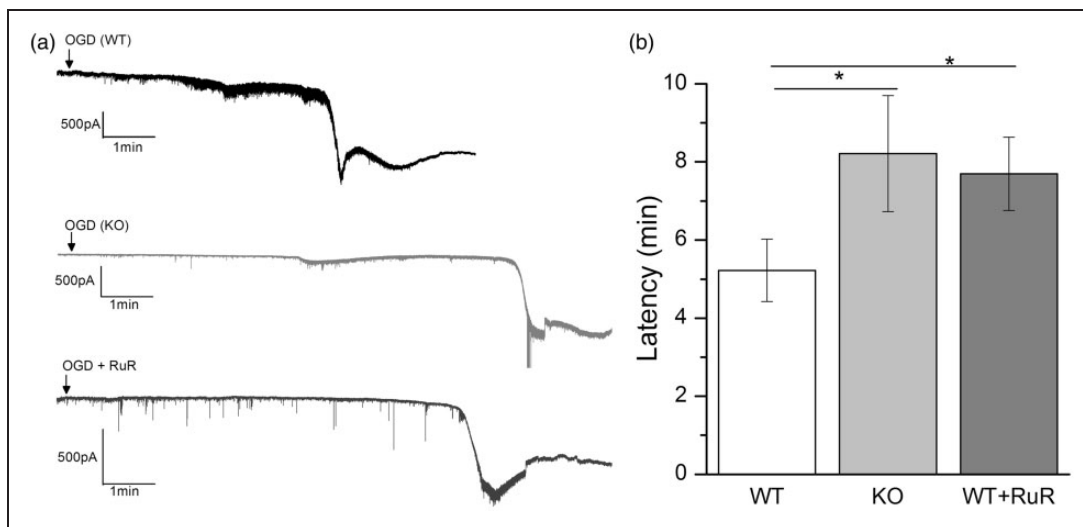 (a)
OGD (WT)
500pA
1min
OGD (KO)
500pA
1min
OGD + RuR
500pA
1min
(b)
*
*
10
8
6
4
2
0
Latency (min)
WT KO WT+RuR